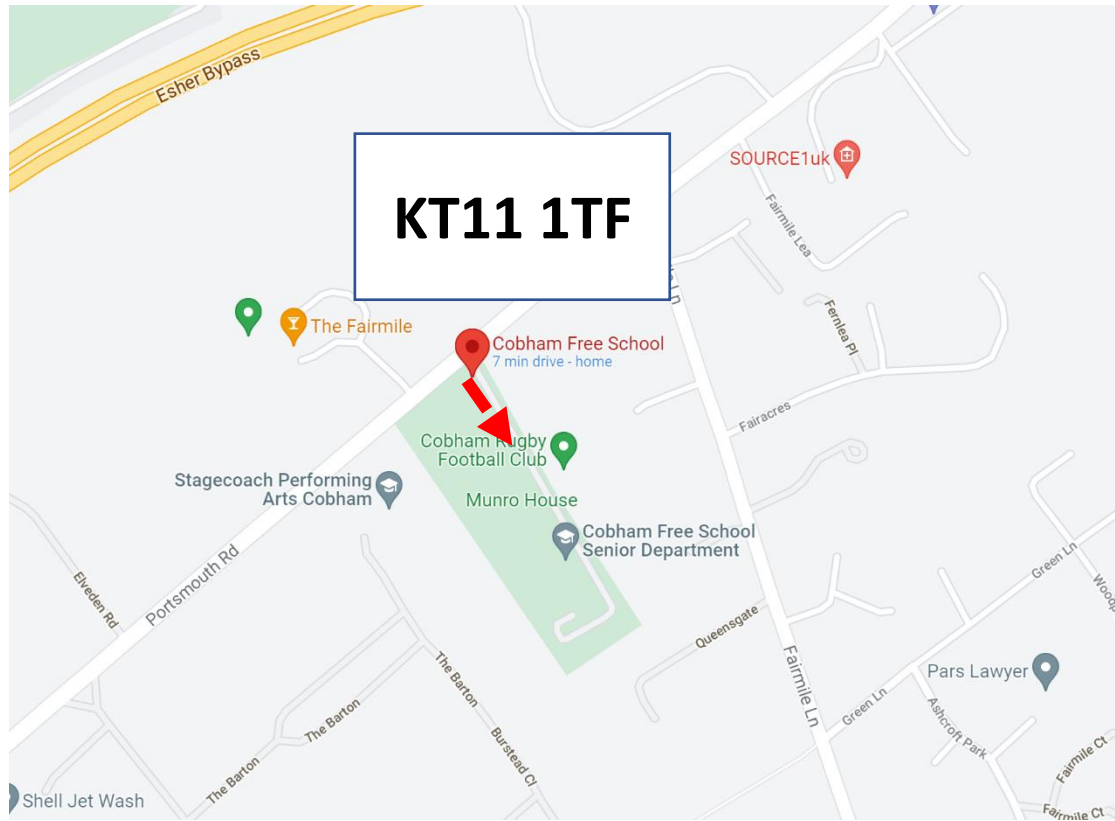 Esher Bypass
SOURCE1uk
KT11 1TF
Fairmile Lea
Ln
Fernlea Pl
The Fairmile
Cobham Free School
7 min drive - home
Fairacres
Cobham Rugby
Football Club
Stagecoach Performing
Arts Cobham
Munro House
Cobham Free School
Senior Department
Portsmouth Rd
Elveden Rd
Green Ln
Queensgate
Fairmile Ln
The Barton
Pars Lawyer
Green Ln
Ashcroft Park
The Barton
Burstead Cl
Fairmile Ct
The Barton
Shell Jet Wash
Fairmile Ct